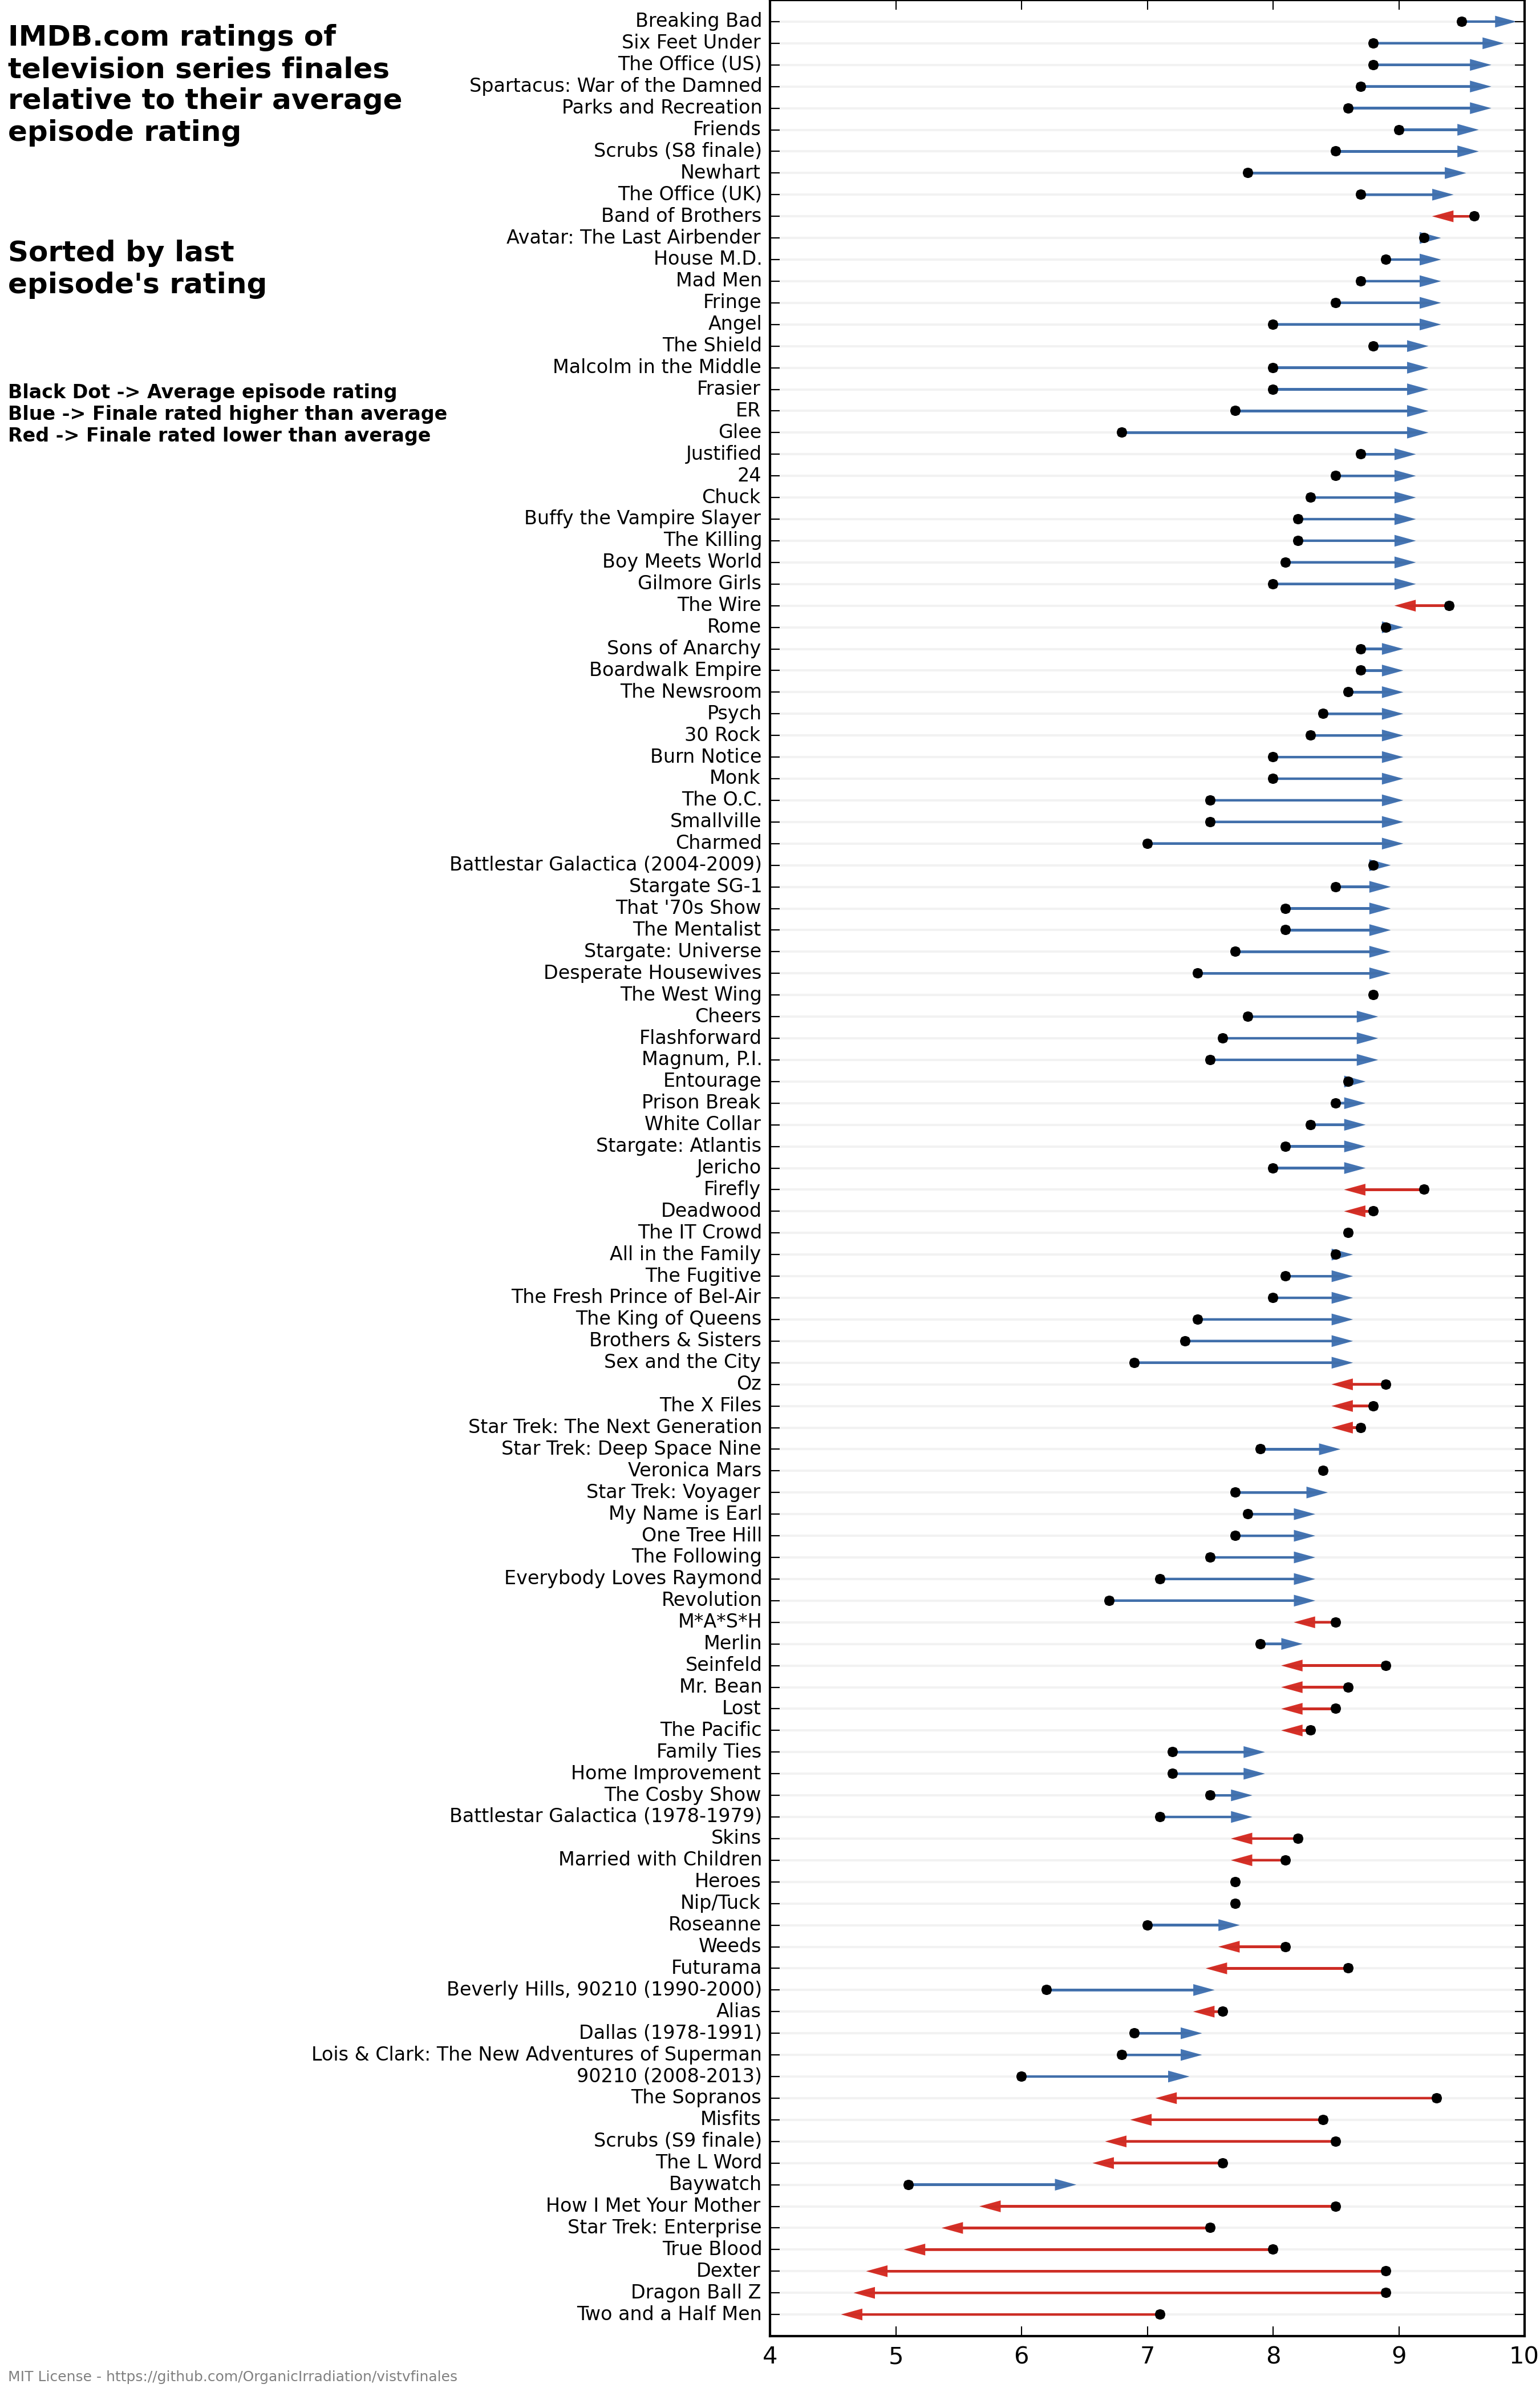 IMDB.com ratings of
television series finales
relative to their average
episode rating
Sorted by last
episode's rating
Black Dot -> Average episode rating
Blue -> Finale rated higher than average
Red -> Finale rated lower than average
Breaking Bad
Six Feet Under
The Office (US)
Spartacus: War of the Damned
Parks and Recreation
Friends
Scrubs (S8 finale)
Newhart
The Office (UK)
Band of Brothers
Avatar: The Last Airbender
House M.D.
Mad Men
Fringe
Angel
The Shield
Malcolm in the Middle
Frasier
ER
Glee
Justified
24
Chuck
Buffy the Vampire Slayer
The Killing
Boy Meets World
Gilmore Girls
The Wire
Rome
Sons of Anarchy
Boardwalk Empire
The Newsroom
Psych
30 Rock
Burn Notice
Monk
The O.C.
Smallville
Charmed
Battlestar Galactica (2004-2009)
Stargate SG-1
That '70s Show
The Mentalist
Stargate: Universe
Desperate Housewives
The West Wing
Cheers
Flashforward
Magnum, P.I.
Entourage
Prison Break
White Collar
Stargate: Atlantis
Jericho
Firefly
Deadwood
The IT Crowd
All in the Family
The Fugitive
The Fresh Prince of Bel-Air
The King of Queens
Brothers & Sisters
Sex and the City
Oz
The X Files
Star Trek: The Next Generation
Star Trek: Deep Space Nine
Veronica Mars
Star Trek: Voyager
My Name is Earl
One Tree Hill
The Following
Everybody Loves Raymond
Revolution
M*A*S*H
Merlin
Seinfeld
Mr. Bean
Lost
The Pacific
Family Ties
Home Improvement
The Cosby Show
Battlestar Galactica (1978-1979)
Skins
Married with Children
Heroes
Nip/Tuck
Roseanne
Weeds
Futurama
Beverly Hills, 90210 (1990-2000)
Alias
Dallas (1978-1991)
Lois & Clark: The New Adventures of Superman
90210 (2008-2013)
The Sopranos
Misfits
Scrubs (S9 finale)
The L Word
Baywatch
How I Met Your Mother
Star Trek: Enterprise
True Blood
Dexter
Dragon Ball Z
Two and a Half Men
4 5 6 7 8 9 10
MIT License - https://github.com/OrganicIrradiation/vistvfinales